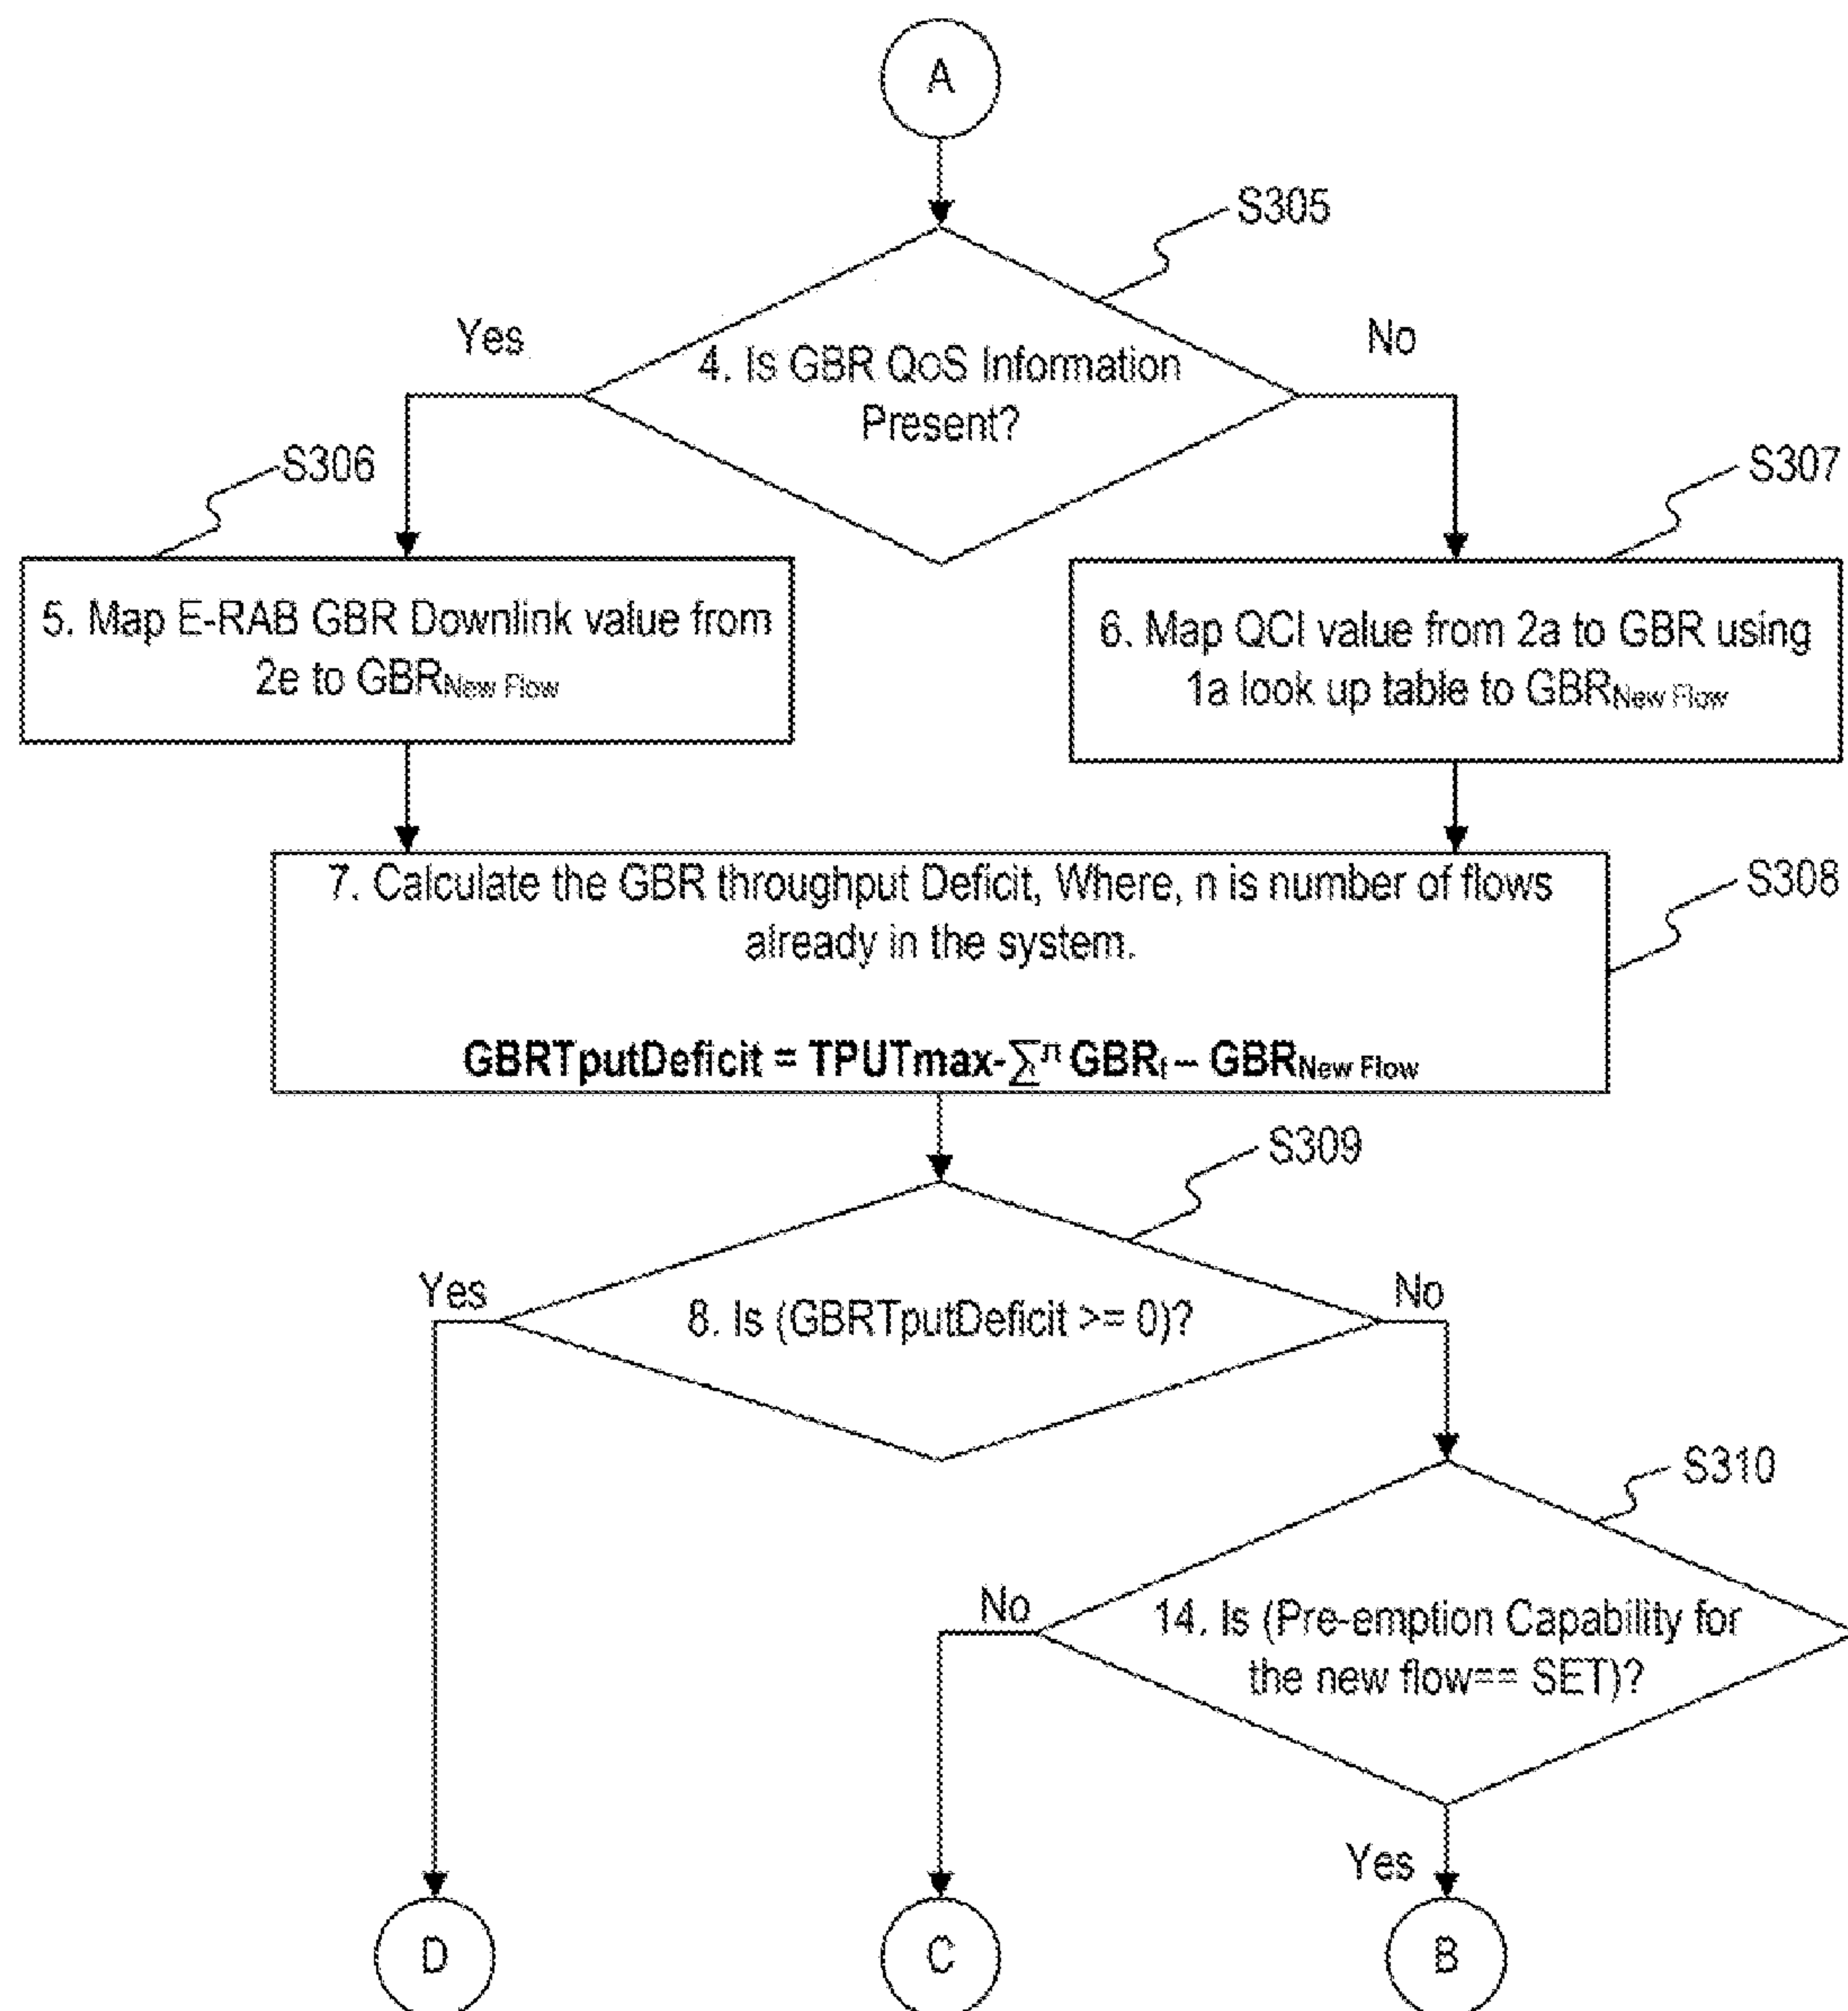 A
S305
Yes
No
4. Is GBR QoS Information
Present?
S306
S307
5. Map E-RAB GBR Downlink value from
2e to GBRNew Flow
6. Map QCI value from 2a to GBR using
1a look up table to GBRNew Flow
7. Calculate the GBR throughput Deficit, Where, n is number of flows
already in the system.
S308
GBRTputDeficit = TPUTmax-∑ⁿ GBRf – GBRNew Flow
S309
Yes
No
8. Is (GBRTputDeficit >= 0)?
S310
No
14. Is (Pre-emption Capability for
the new flow== SET)?
Yes
D
C
B